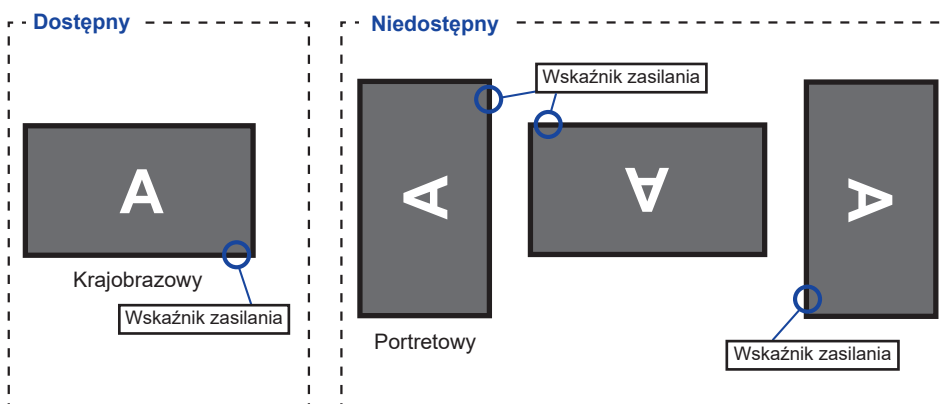 Dostępny
A
Krajobrazowy
Wskaźnik zasilania
Niedostępny
Wskaźnik zasilania
A
A
A
Portretowy
Wskaźnik zasilania